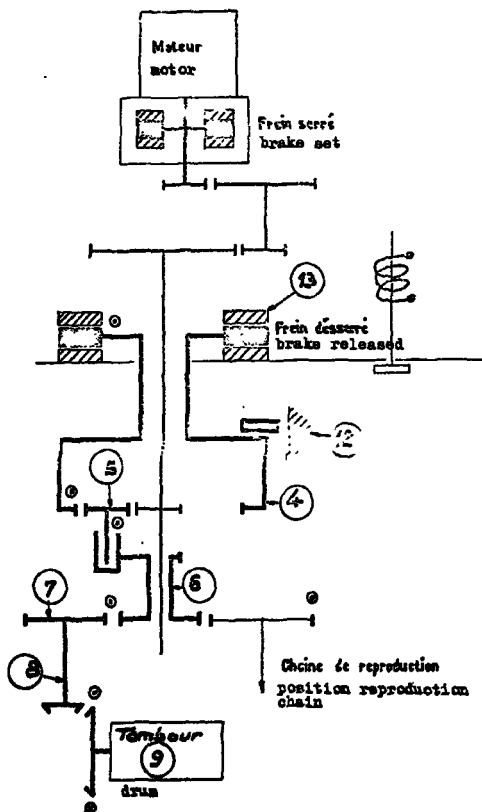 Moteur
motor
Frein serré
brake set
13
Frein désserré
brake released
12
5
4
6
7
8
Chaine de reproduction
position reproduction
chain
Tambour
9
drum